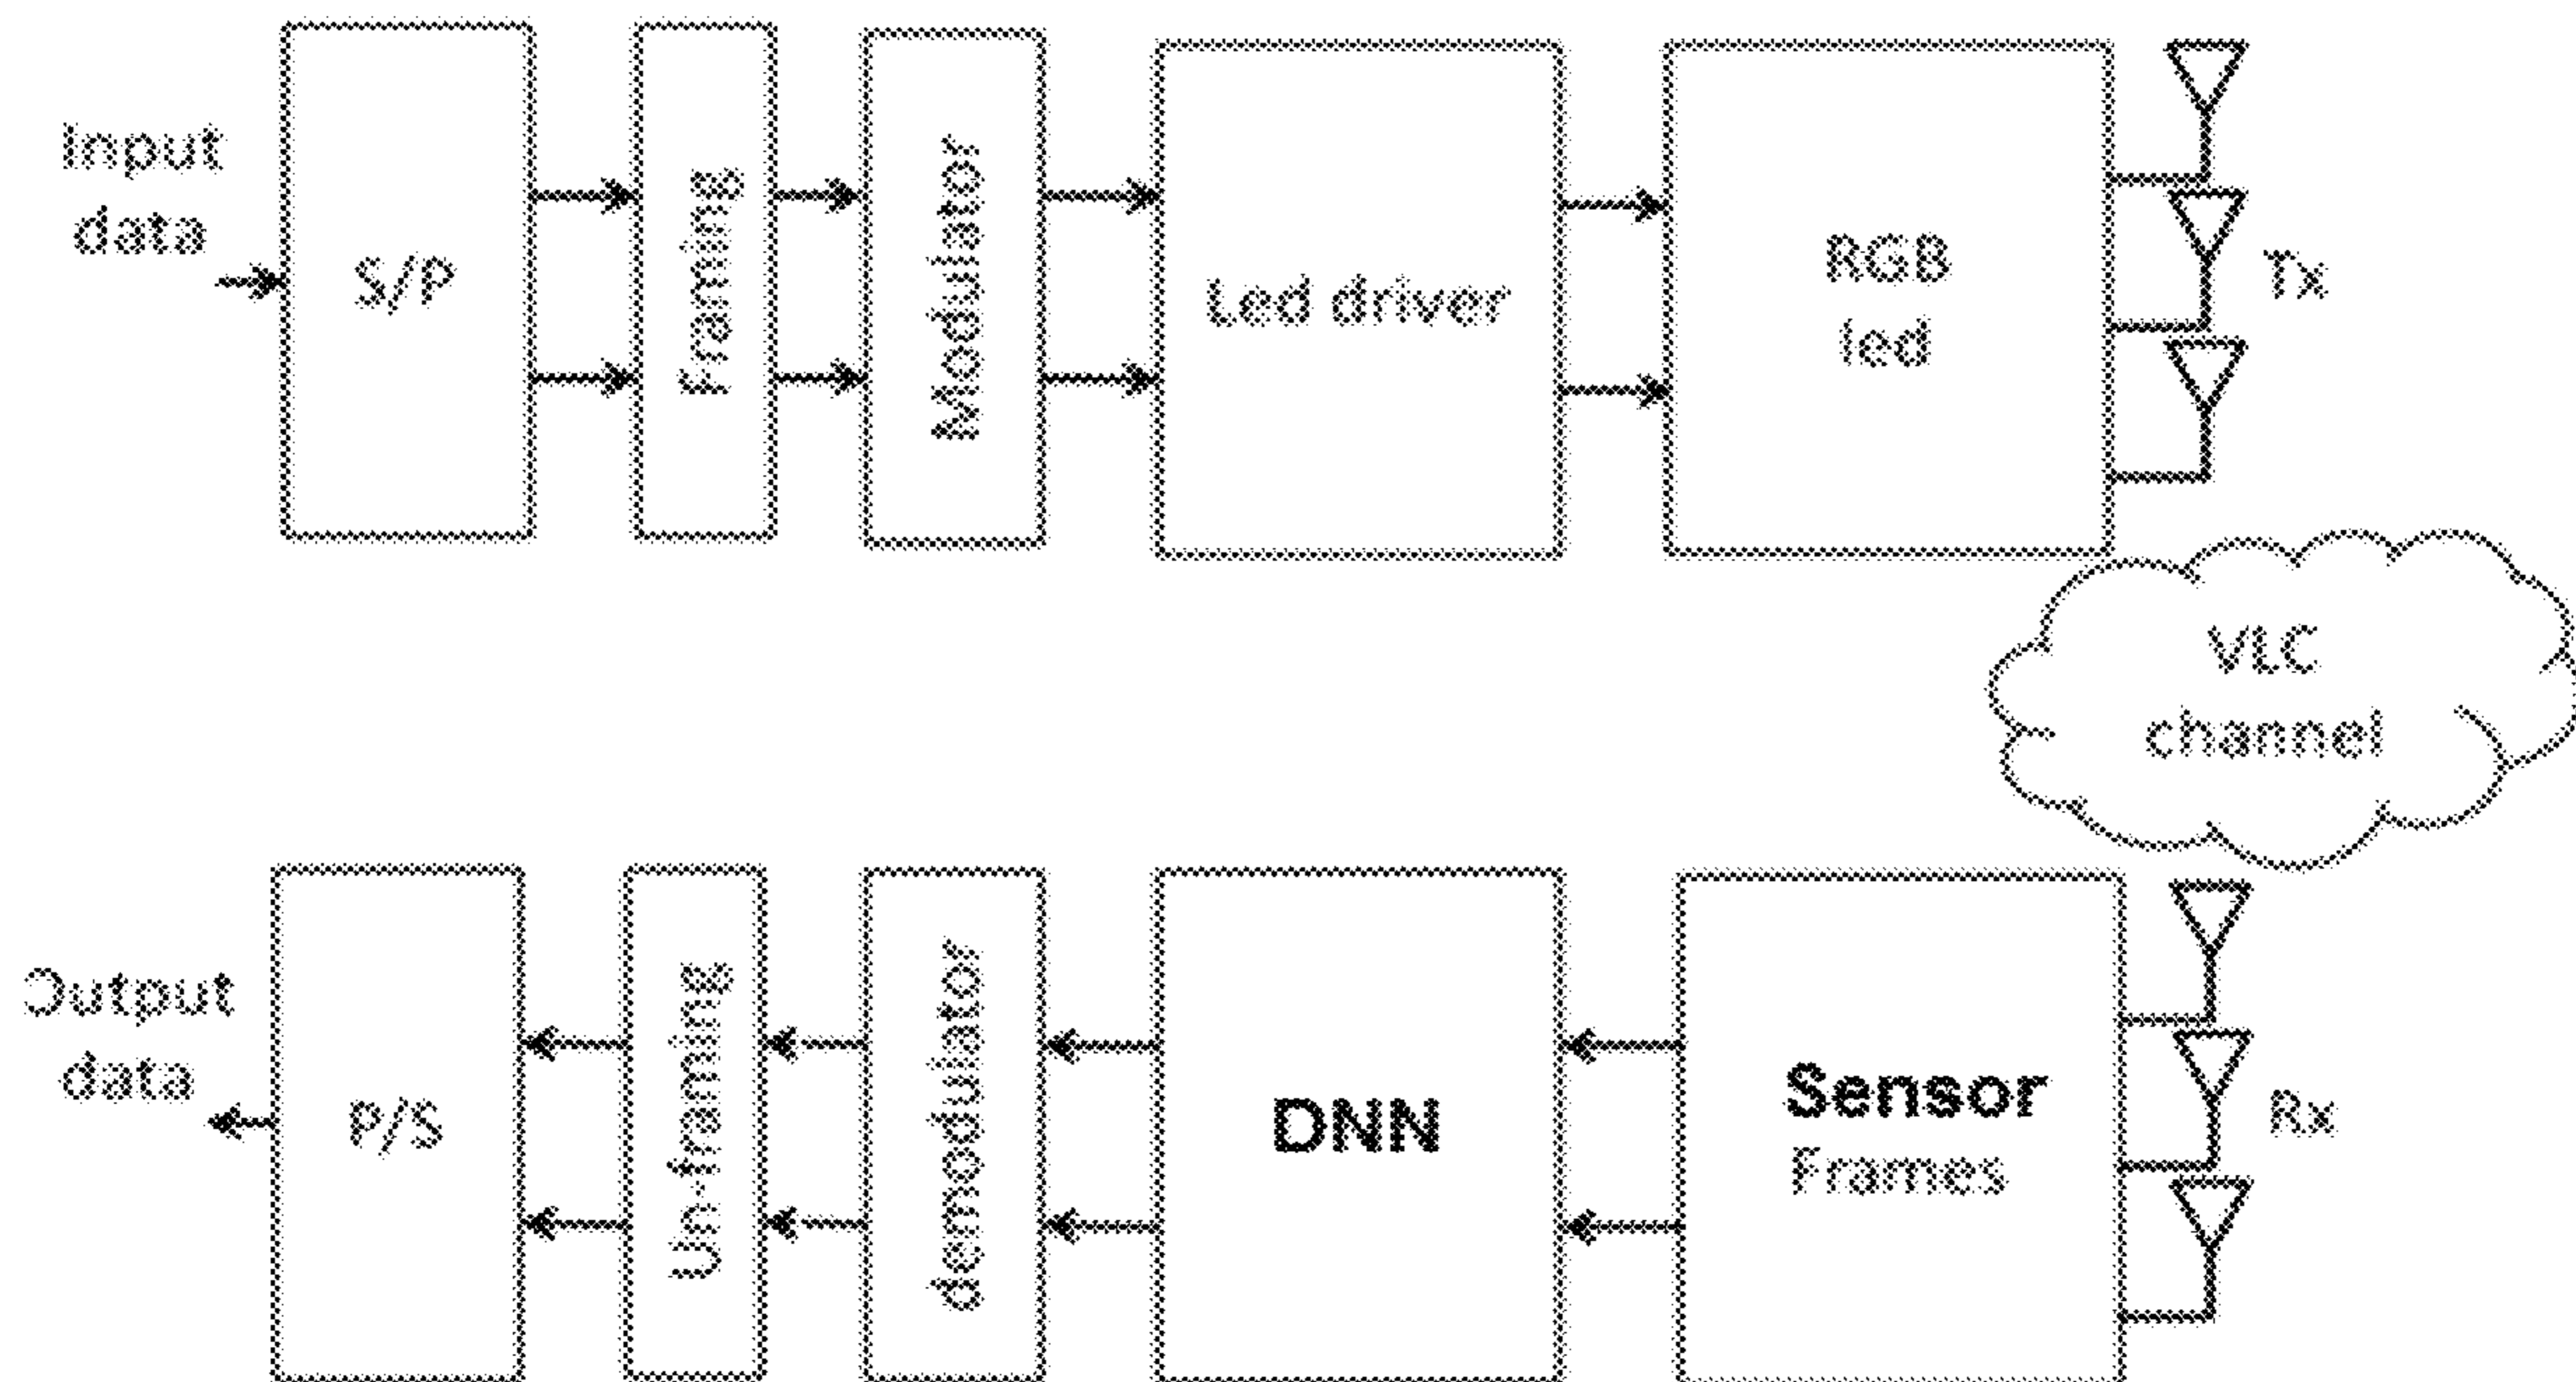 Input
data
S/P
Framing
Modulator
Led driver
RGB
led
Tx
VLC
channel
Output
data
P/S
Un-framing
demodulator
DNN
Sensor
Frames
Rx